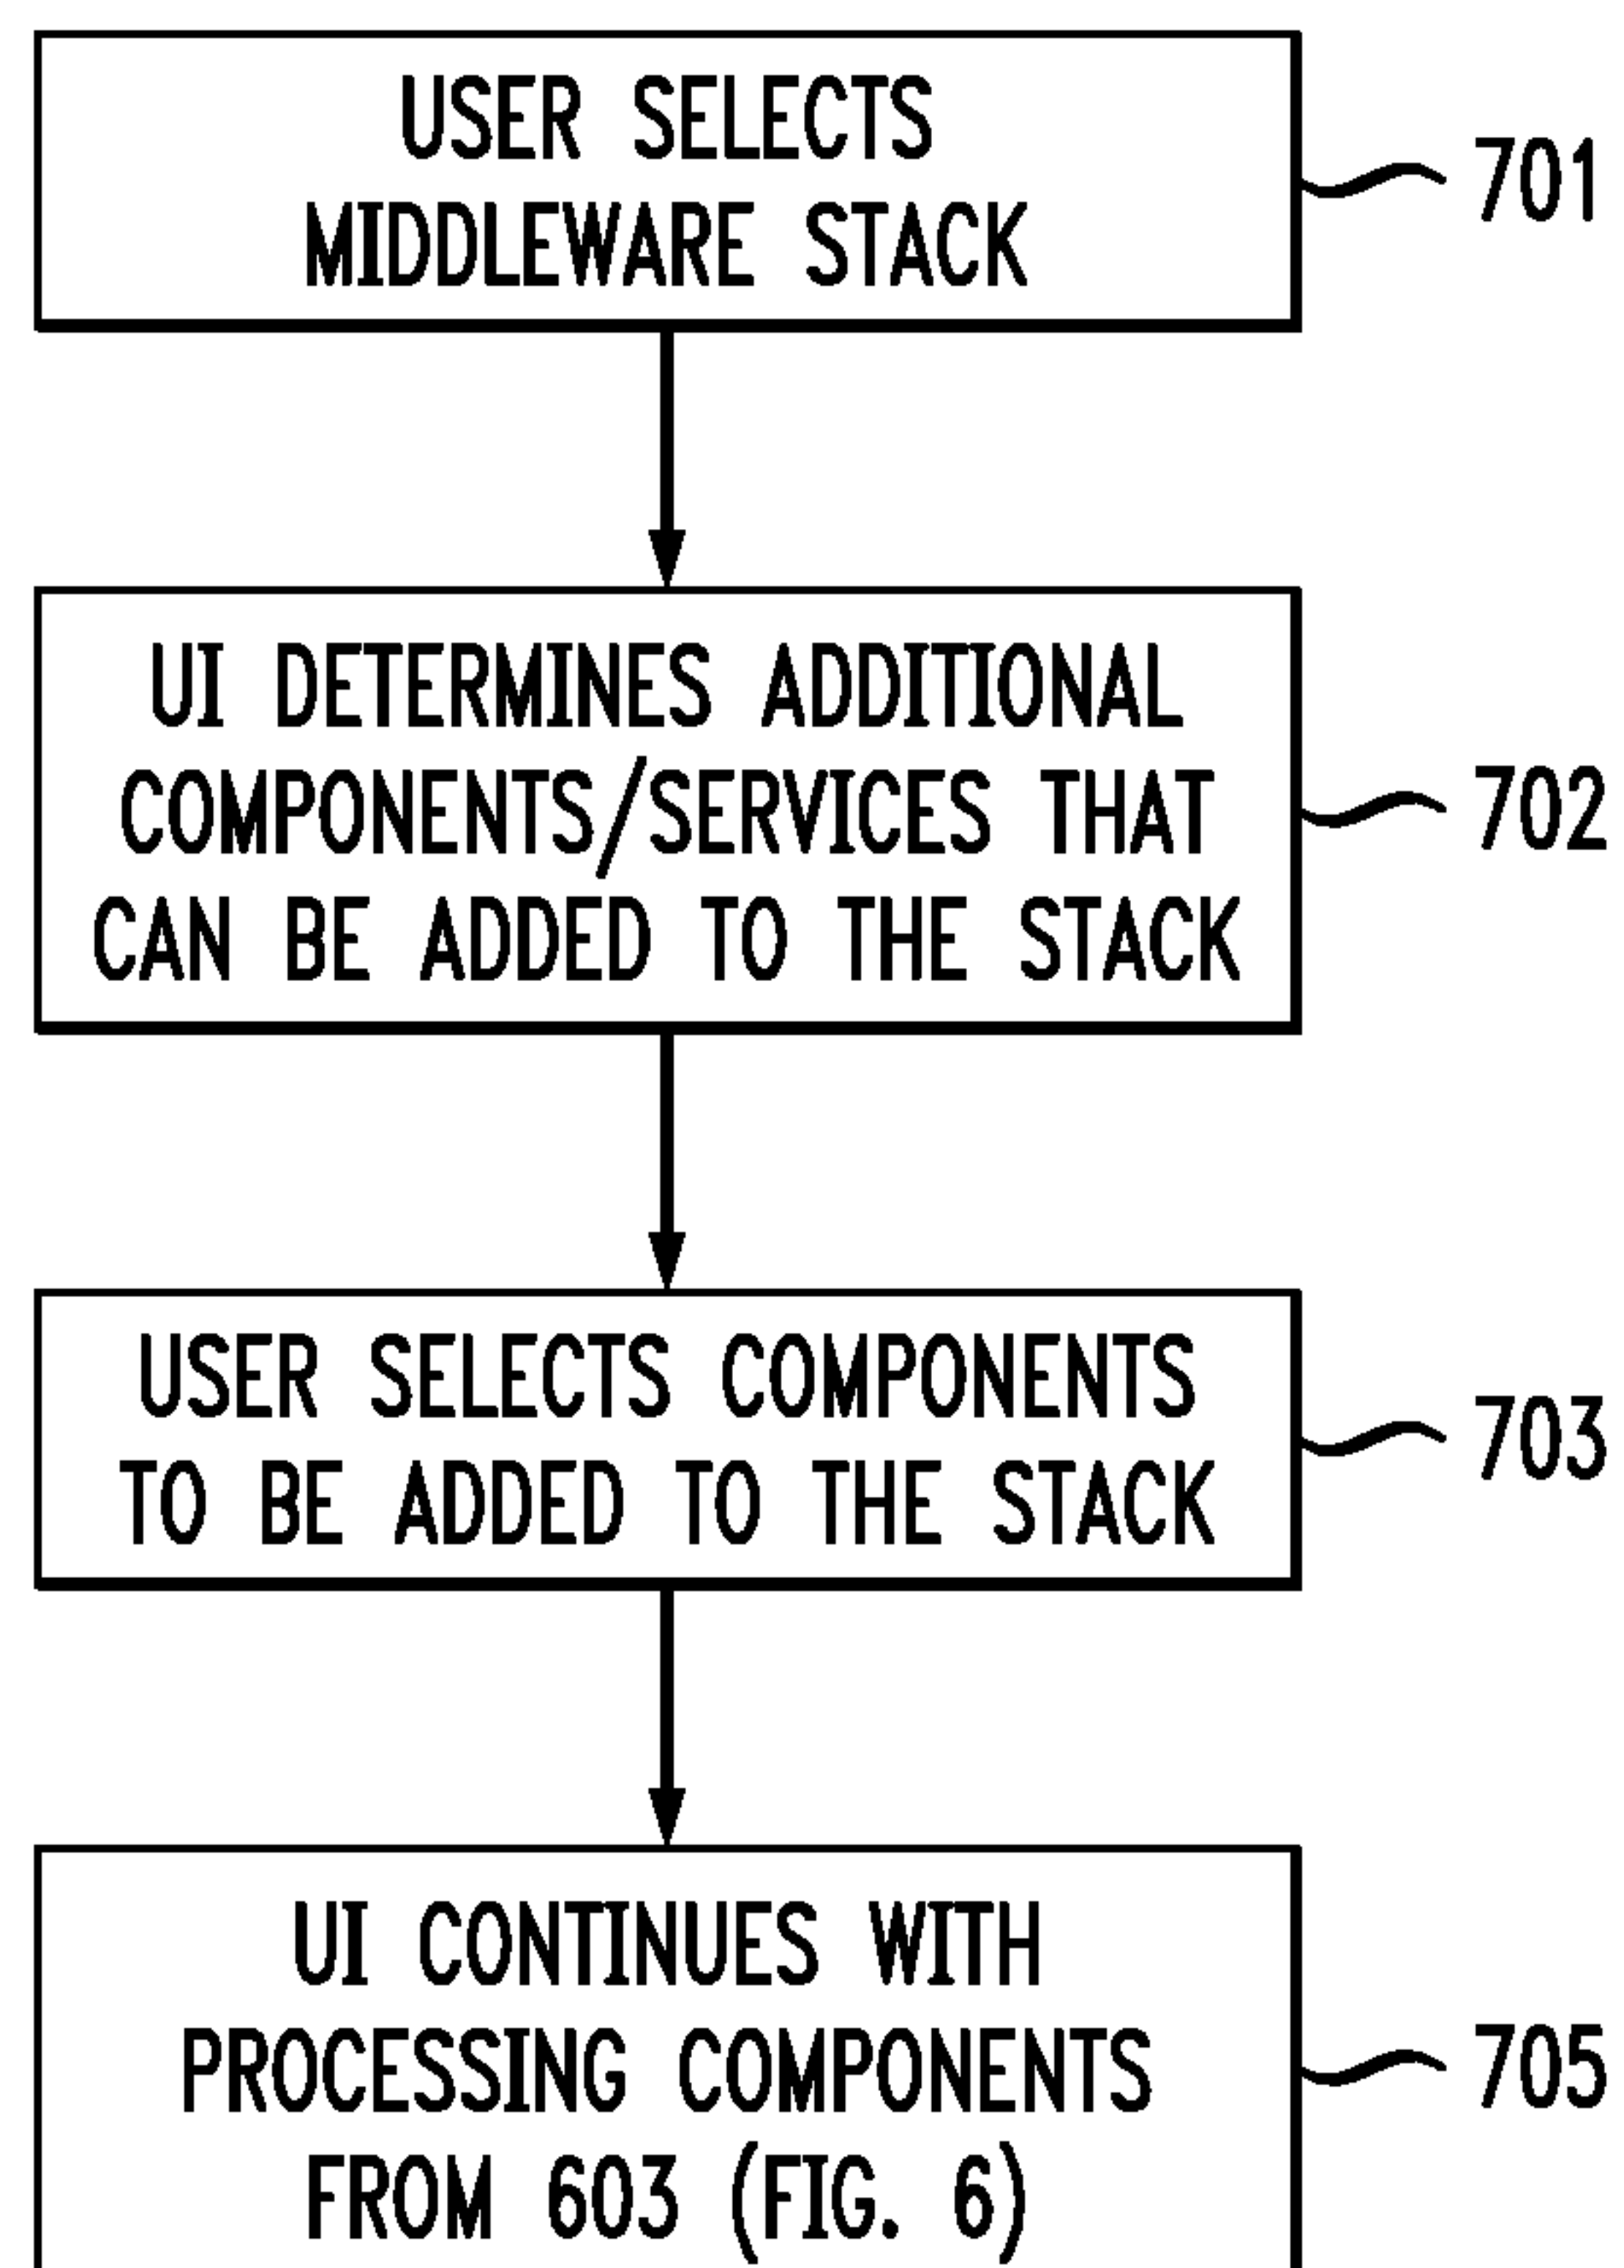 USER SELECTS
MIDDLEWARE STACK
701
UI DETERMINES ADDITIONAL
COMPONENTS/SERVICES THAT
CAN BE ADDED TO THE STACK
702
USER SELECTS COMPONENTS
TO BE ADDED TO THE STACK
703
UI CONTINUES WITH
PROCESSING COMPONENTS
FROM 603 (FIG. 6)
705